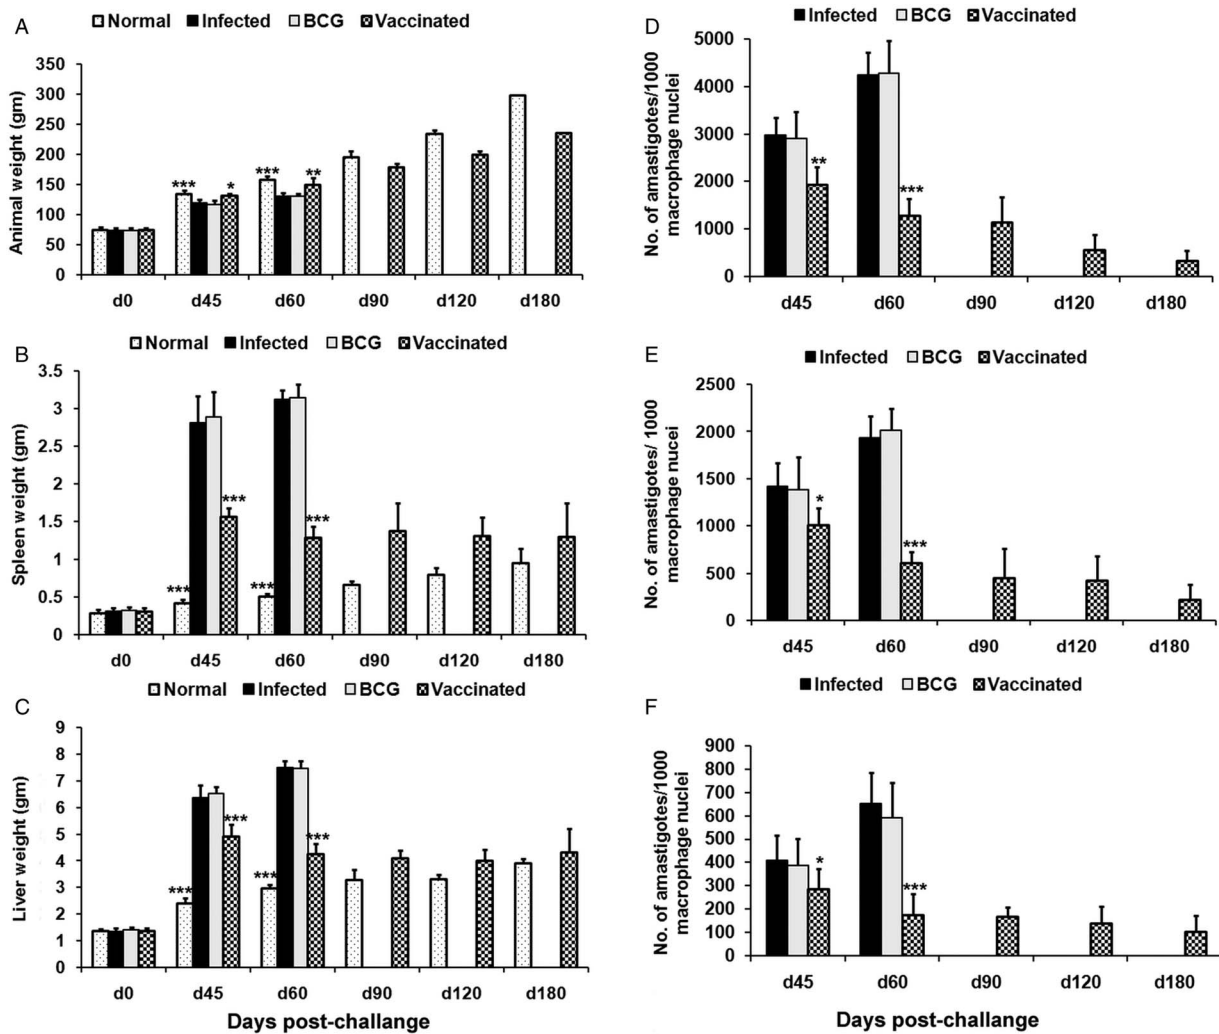 A
Normal Infected BCG Vaccinated
Animal weight (gm)
350
300
250
200
150
100
50
0
*** * *** **
d0 d45 d60 d90 d120 d180
B
Normal Infected BCG Vaccinated
Spleen weight (gm)
3.5
3
2.5
2
1.5
1
0.5
0
*** *** *** ***
d0 d45 d60 d90 d120 d180
C
Normal Infected BCG Vaccinated
Liver weight (gm)
9
8
7
6
5
4
3
2
1
0
*** *** *** ***
d0 d45 d60 d90 d120 d180
Days post-challange
D
Infected BCG Vaccinated
No. of amastigotes/1000
macrophage nuclei
5000
4000
3000
2000
1000
0
** ***
d45 d60 d90 d120 d180
E
Infected BCG Vaccinated
No. of amastigotes/ 1000
macrophage nucei
2500
2000
1500
1000
500
0
* ***
d45 d60 d90 d120 d180
F
Infected BCG Vaccinated
No. of amastigotes/1000
macrophage nuclei
900
800
700
600
500
400
300
200
100
0
* ***
d45 d60 d90 d120 d180
Days post-challange